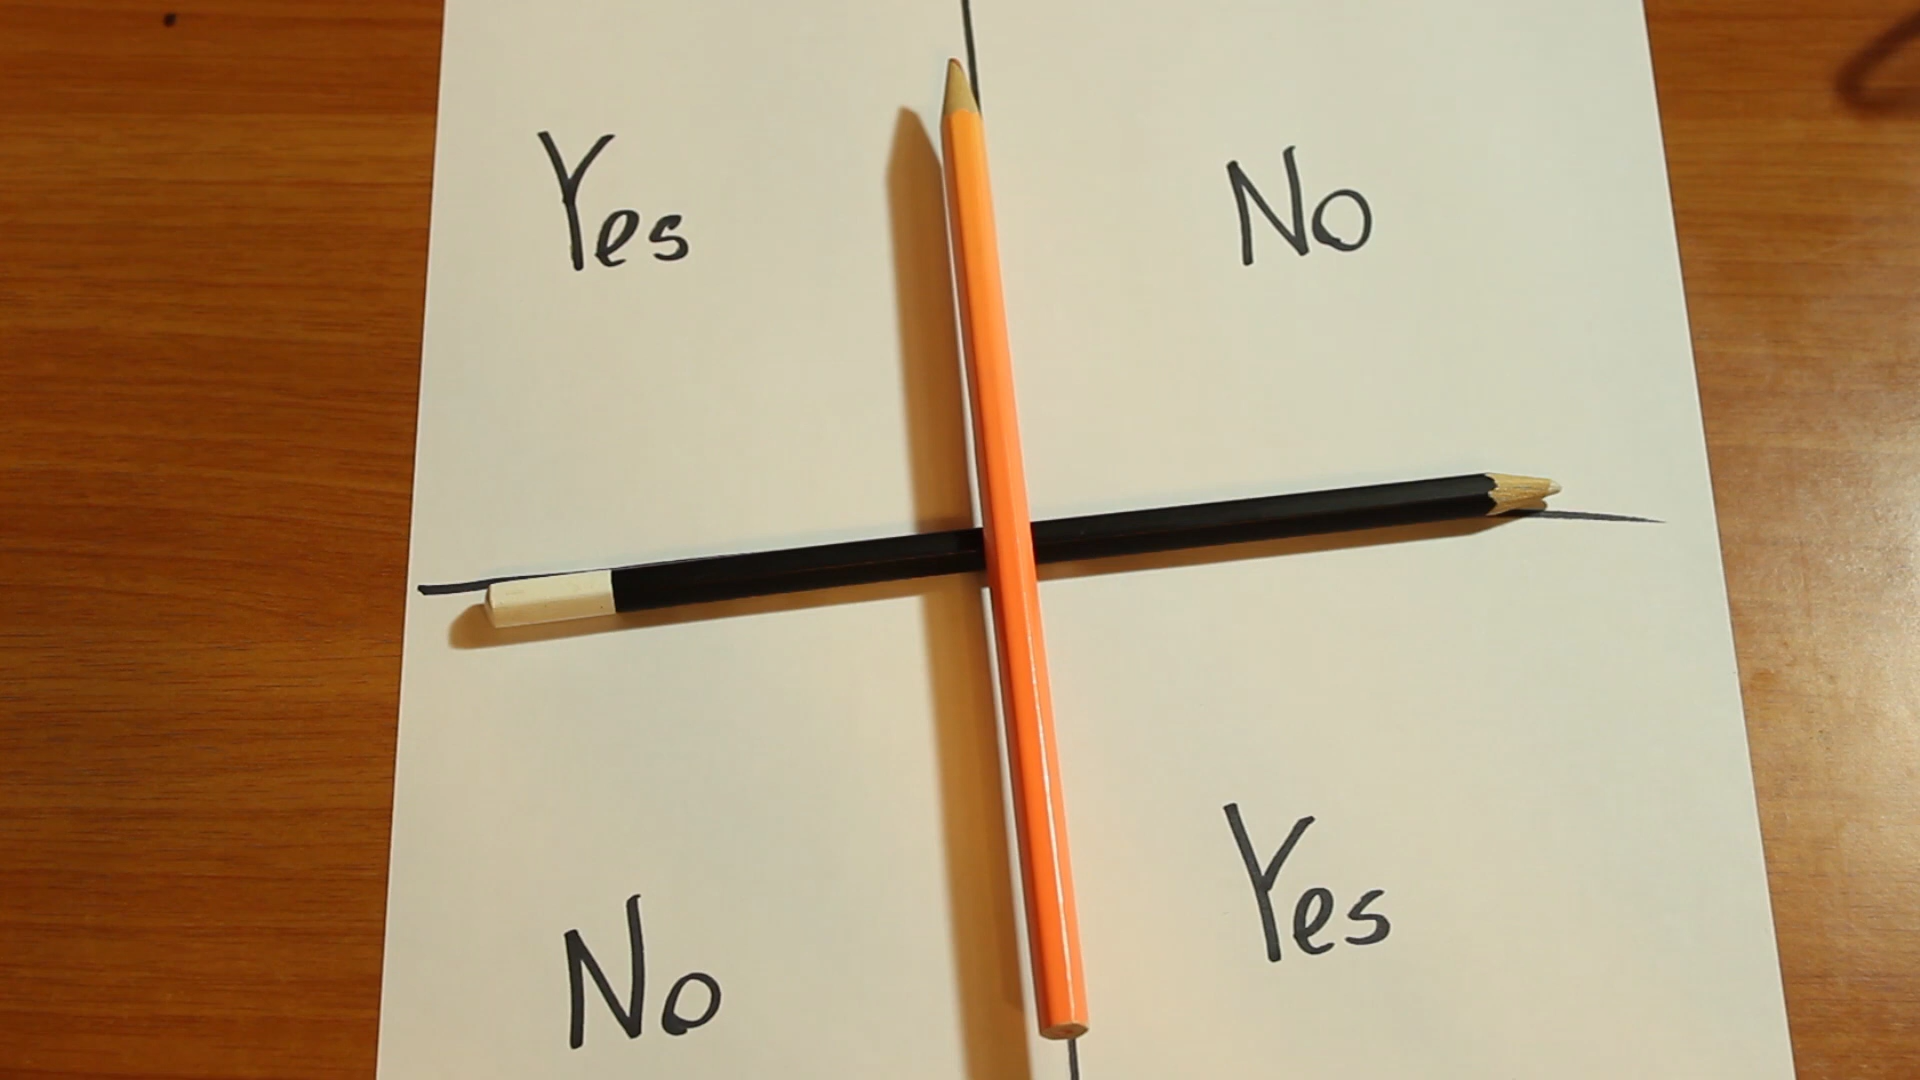 Yes No
No Yes